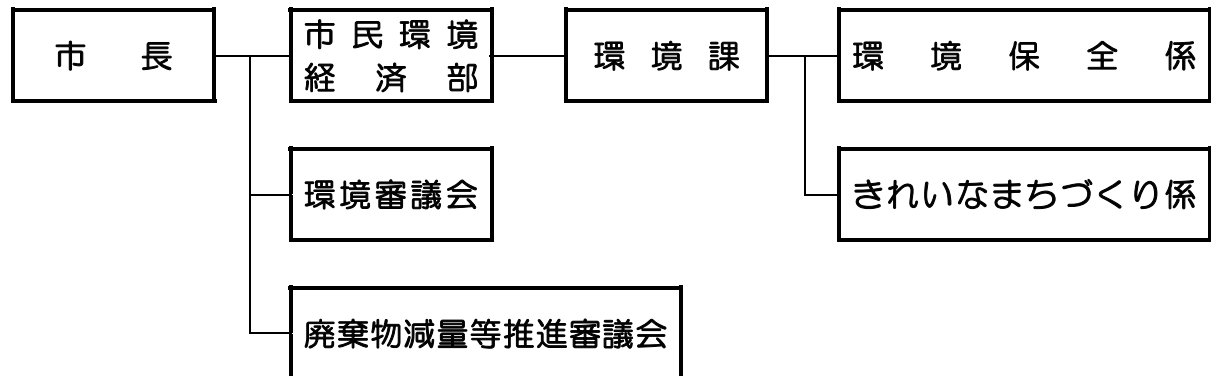 市長
市民環境
経済部
環境課
環境保全係
環境審議会
きれいなまちづくり係
廃棄物減量等推進審議会